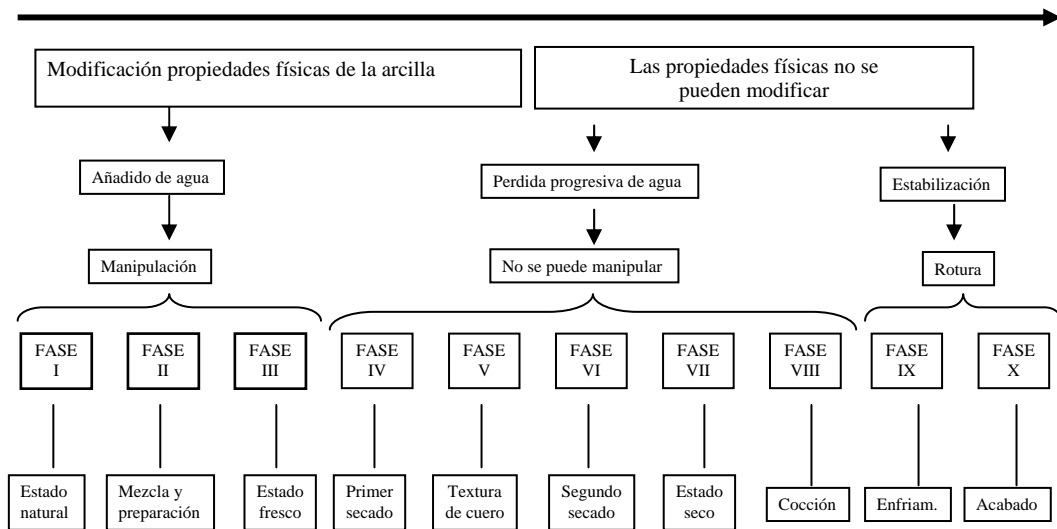 Modificación propiedades físicas de la arcilla
Las propiedades físicas no se
pueden modificar
Añadido de agua
Perdida progresiva de agua
Estabilización
Manipulación
No se puede manipular
Rotura
FASE
I
FASE
II
FASE
III
FASE
IV
FASE
V
FASE
VI
FASE
VII
FASE
VIII
FASE
IX
FASE
X
Estado
natural
Mezcla y
preparación
Estado
fresco
Primer
secado
Textura
de cuero
Segundo
secado
Estado
seco
Cocción
Enfriam.
Acabado